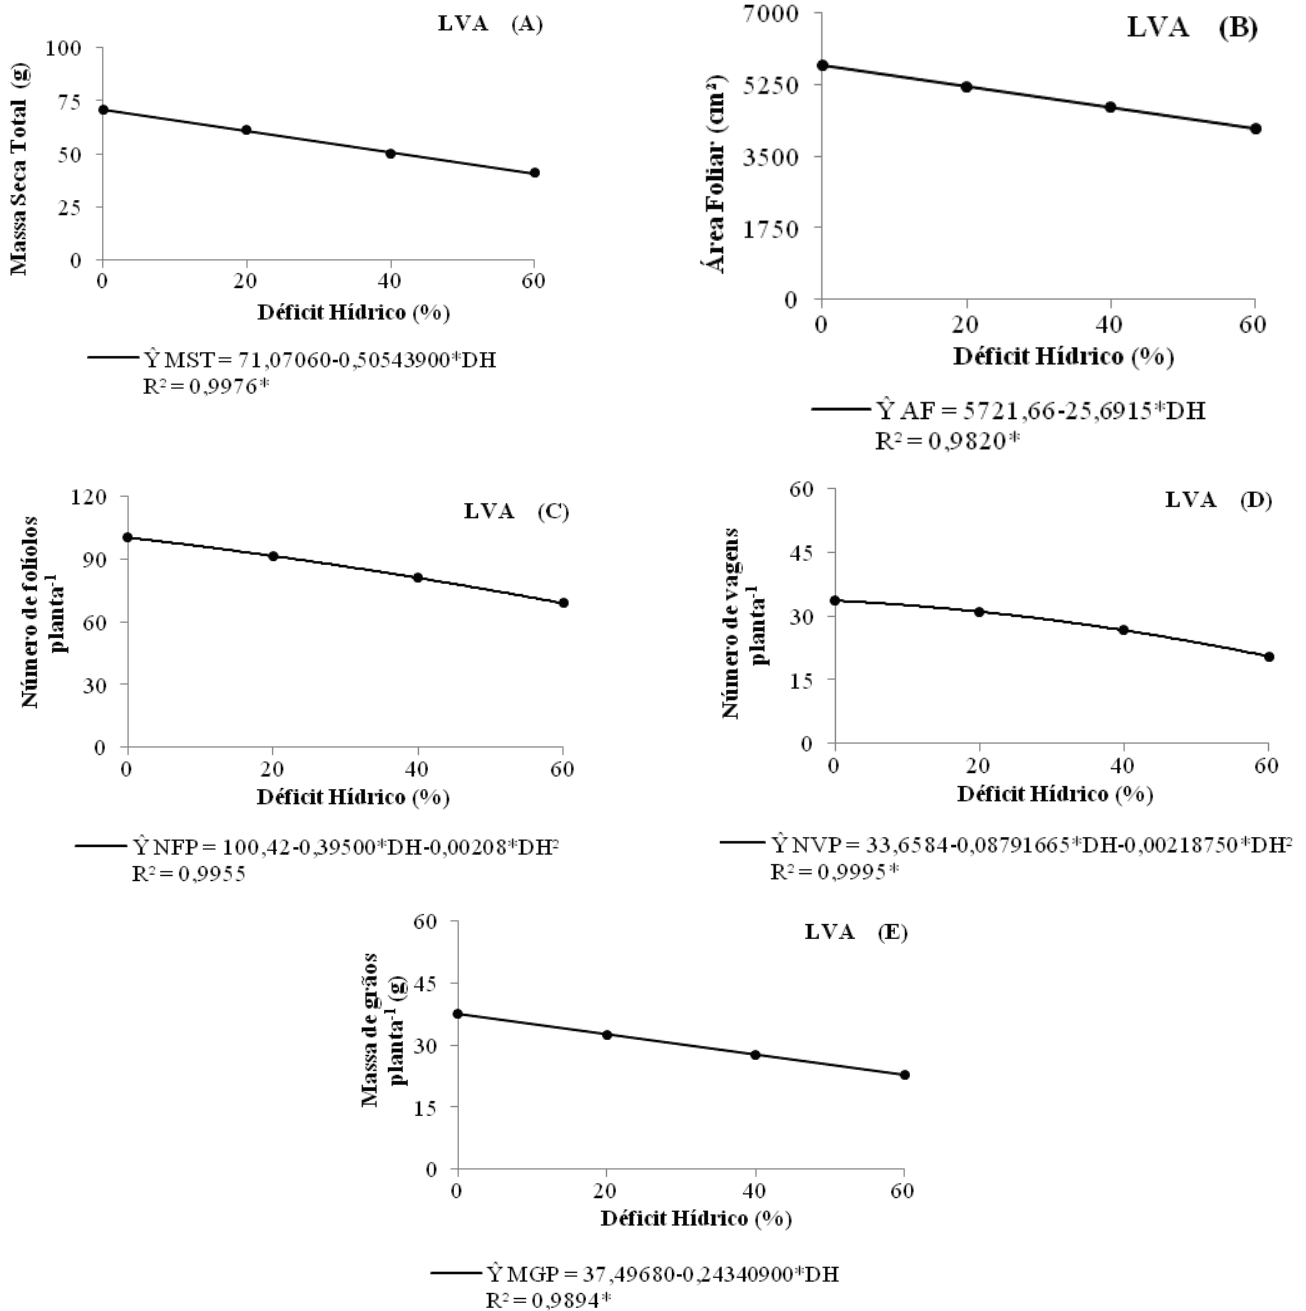 LVA (A)
100
75
50
25
0
Massa Seca Total (g)
0 20 40 60
Déficit Hídrico (%)
Ŷ MST = 71,07060-0,50543900*DH
R² = 0,9976*
LVA (B)
7000
5250
3500
1750
0
Área Foliar (cm²)
0 20 40 60
Déficit Hídrico (%)
Ŷ AF = 5721,66-25,6915*DH
R² = 0,9820*
LVA (C)
120
90
60
30
0
Número de folíolos
planta⁻¹
0 20 40 60
Déficit Hídrico (%)
Ŷ NFP = 100,42-0,39500*DH-0,00208*DH²
R² = 0,9955
LVA (D)
60
45
30
15
0
Número de vagens
planta⁻¹
0 20 40 60
Déficit Hídrico (%)
Ŷ NVP = 33,6584-0,08791665*DH-0,00218750*DH²
R² = 0,9995*
LVA (E)
60
45
30
15
0
Massa de grãos
planta⁻¹ (g)
0 20 40 60
Déficit Hídrico (%)
Ŷ MGP = 37,49680-0,24340900*DH
R² = 0,9894*